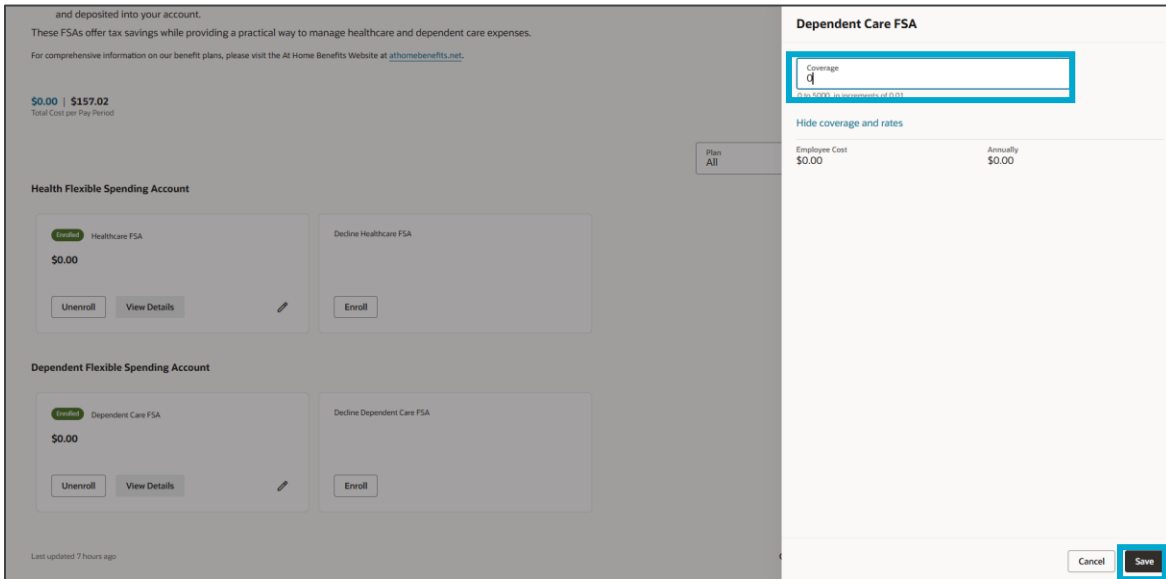 and deposited into your account.
These FSAs offer tax savings while providing a practical way to manage healthcare and dependent care expenses.
For comprehensive information on our benefit plans, please visit the At Home Benefits Website at athomebenefits.net.
$0.00 | $157.02
Total Cost per Pay Period
Plan
All
Health Flexible Spending Account
Enrolled Healthcare FSA
$0.00
Unenroll View Details
Decline Healthcare FSA
Enroll
Dependent Flexible Spending Account
Enrolled Dependent Care FSA
$0.00
Unenroll View Details
Decline Dependent Care FSA
Enroll
Last updated 7 hours ago
Dependent Care FSA
Coverage
0
0 to 5000, in increments of 0.01
Hide coverage and rates
Employee Cost Annually
$0.00 $0.00
Cancel Save